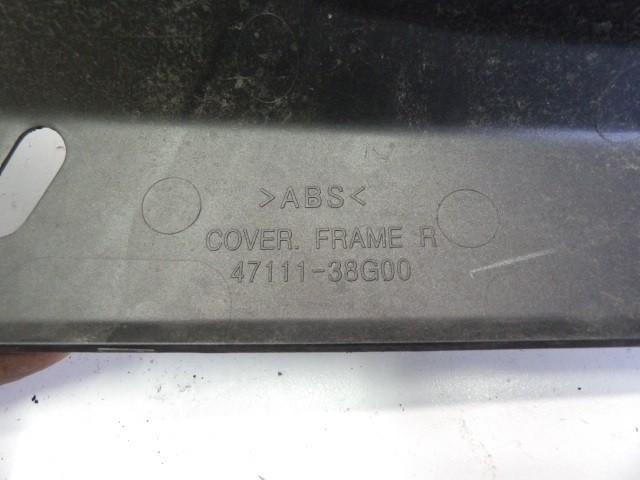 >ABS<
COVER. FRAME R
47111-38G00